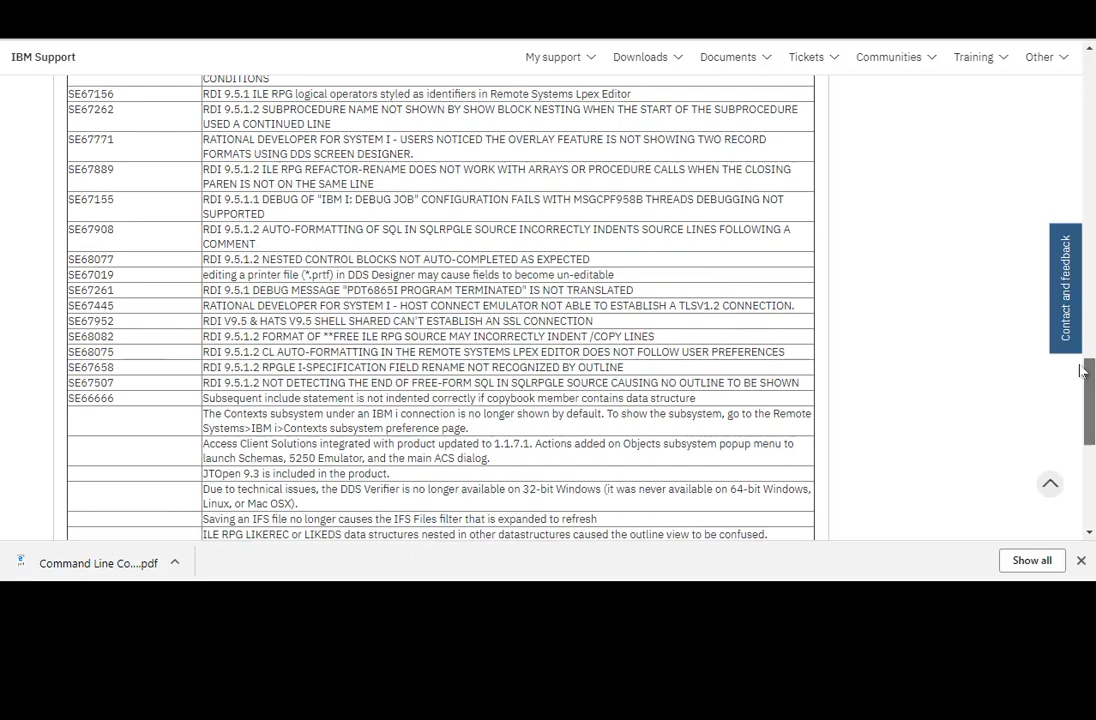 IBM Support
My support
Downloads
Documents
Tickets
Communities
Training
Other
CONDITIONS
SE67156 RDI 9.5.1 ILE RPG logical operators styled as identifiers in Remote Systems Lpex Editor
SE67262 RDI 9.5.1.2 SUBPROCEDURE NAME NOT SHOWN BY SHOW BLOCK NESTING WHEN THE START OF THE SUBPROCEDURE
USED A CONTINUED LINE
SE67771 RATIONAL DEVELOPER FOR SYSTEM I - USERS NOTICED THE OVERLAY FEATURE IS NOT SHOWING TWO RECORD
FORMATS USING DDS SCREEN DESIGNER.
SE67889 RDI 9.5.1.2 ILE RPG REFACTOR-RENAME DOES NOT WORK WITH ARRAYS OR PROCEDURE CALLS WHEN THE CLOSING
PAREN IS NOT ON THE SAME LINE
SE67155 RDI 9.5.1.1 DEBUG OF "IBM I: DEBUG JOB" CONFIGURATION FAILS WITH MSGCPF958B THREADS DEBUGGING NOT
SUPPORTED
SE67908 RDI 9.5.1.2 AUTO-FORMATTING OF SQL IN SQLRPGLE SOURCE INCORRECTLY INDENTS SOURCE LINES FOLLOWING A
COMMENT
SE68077 RDI 9.5.1.2 NESTED CONTROL BLOCKS NOT AUTO-COMPLETED AS EXPECTED
SE67019 editing a printer file (*.prtf) in DDS Designer may cause fields to become un-editable
SE67261 RDI 9.5.1 DEBUG MESSAGE "PDT6865I PROGRAM TERMINATED" IS NOT TRANSLATED
SE67445 RATIONAL DEVELOPER FOR SYSTEM I - HOST CONNECT EMULATOR NOT ABLE TO ESTABLISH A TLSV1.2 CONNECTION.
SE67952 RDI V9.5 & HATS V9.5 SHELL SHARED CAN'T ESTABLISH AN SSL CONNECTION
SE68082 RDI 9.5.1.2 FORMAT OF **FREE ILE RPG SOURCE MAY INCORRECTLY INDENT /COPY LINES
SE68075 RDI 9.5.1.2 CL AUTO-FORMATTING IN THE REMOTE SYSTEMS LPEX EDITOR DOES NOT FOLLOW USER PREFERENCES
SE67658 RDI 9.5.1.2 RPGLE I-SPECIFICATION FIELD RENAME NOT RECOGNIZED BY OUTLINE
SE67507 RDI 9.5.1.2 NOT DETECTING THE END OF FREE-FORM SQL IN SQLRPGLE SOURCE CAUSING NO OUTLINE TO BE SHOWN
SE66666 Subsequent include statement is not indented correctly if copybook member contains data structure
The Contexts subsystem under an IBM i connection is no longer shown by default. To show the subsystem, go to the Remote
Systems>IBM i>Contexts subsystem preference page.
Access Client Solutions integrated with product updated to 1.1.7.1. Actions added on Objects subsystem popup menu to
launch Schemas, 5250 Emulator, and the main ACS dialog.
JTOpen 9.3 is included in the product.
Due to technical issues, the DDS Verifier is no longer available on 32-bit Windows (it was never available on 64-bit Windows,
Linux, or Mac OSX).
Saving an IFS file no longer causes the IFS Files filter that is expanded to refresh
ILE RPG LIKEREC or LIKEDS data structures nested in other datastructures caused the outline view to be confused.
Contact and feedback
Command Line Co....pdf
Show all